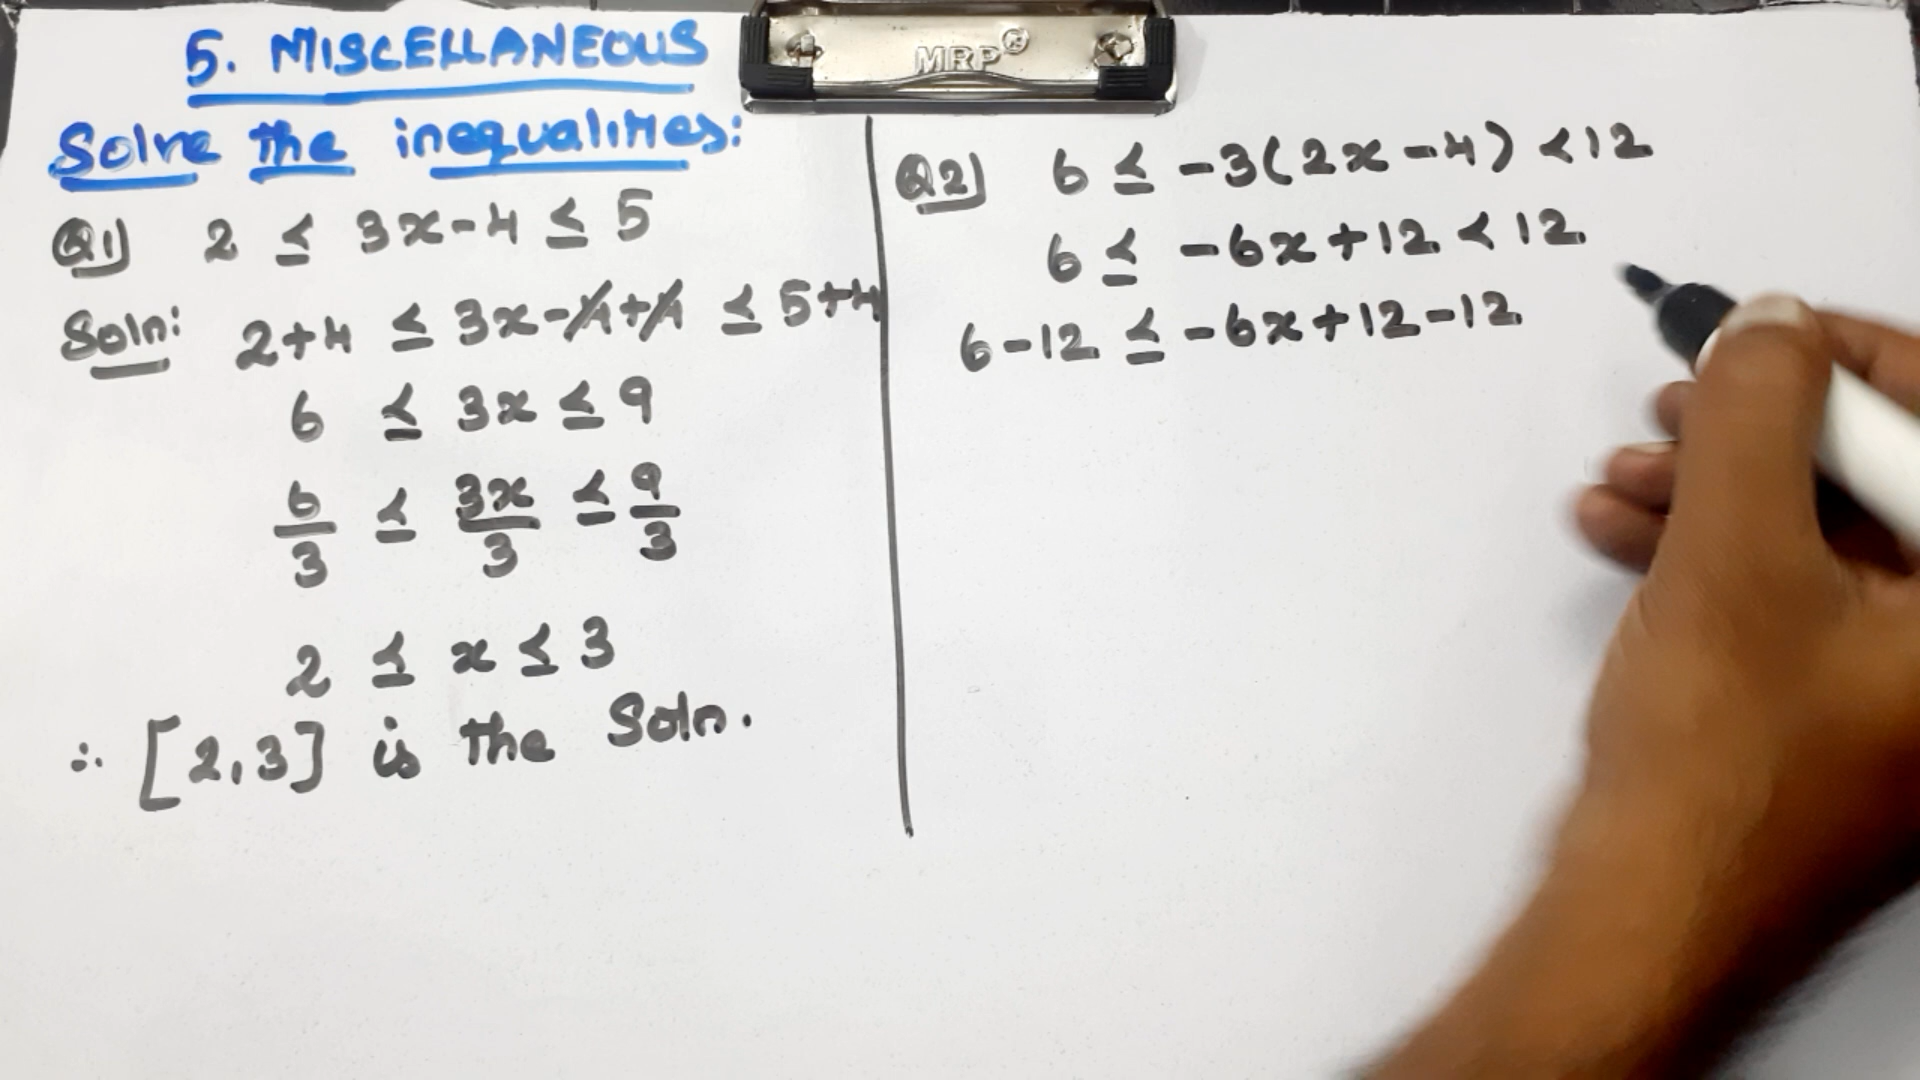 MRP®
5. MISCELLANEOUS
Solve the inequalities:
Q1) 2 ≤ 3x-4 ≤ 5
Soln: 2+4 ≤ 3x-4+4 ≤ 5+4
6 ≤ 3x ≤ 9
6/3 ≤ 3x/3 ≤ 9/3
2 ≤ x ≤ 3
∴ [2,3] is the Soln.
Q2) 6 ≤ -3(2x-4) < 12
6 ≤ -6x+12 < 12
6-12 ≤ -6x+12-12